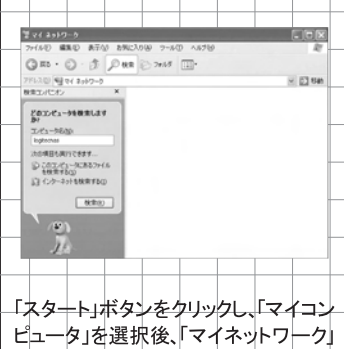 マイ ネットワーク
ファイル(F) 編集(E) 表示(V) お気に入り(A) ツール(T) ヘルプ(H)
戻る 検索 フォルダ
アドレス(D) マイ ネットワーク 移動
検索コンパニオン
どのコンピュータを検索しますか?
コンピュータ名(N):
logitecnas
次の項目も実行できます...
このコンピュータにあるファイルを検索する(C)
インターネットを検索する(I)
検索(R)
「スタート」ボタンをクリックし、「マイコン
ピュータ」を選択後、「マイネットワーク」